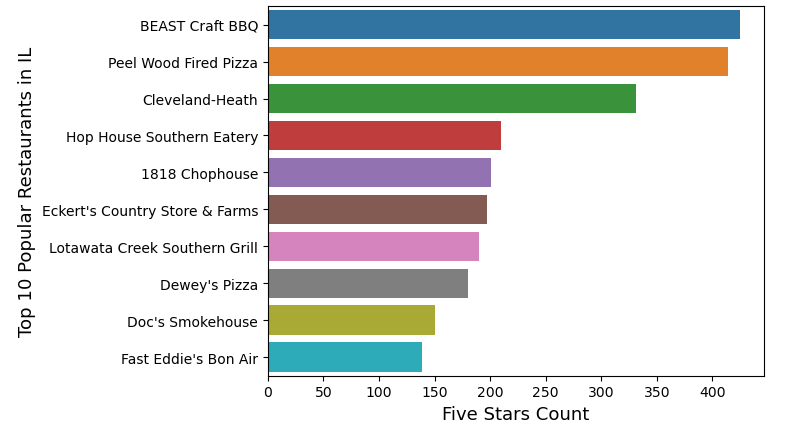 Top 10 Popular Restaurants in IL
BEAST Craft BBQ
Peel Wood Fired Pizza
Cleveland-Heath
Hop House Southern Eatery
1818 Chophouse
Eckert's Country Store & Farms
Lotawata Creek Southern Grill
Dewey's Pizza
Doc's Smokehouse
Fast Eddie's Bon Air
0 50 100 150 200 250 300 350 400
Five Stars Count